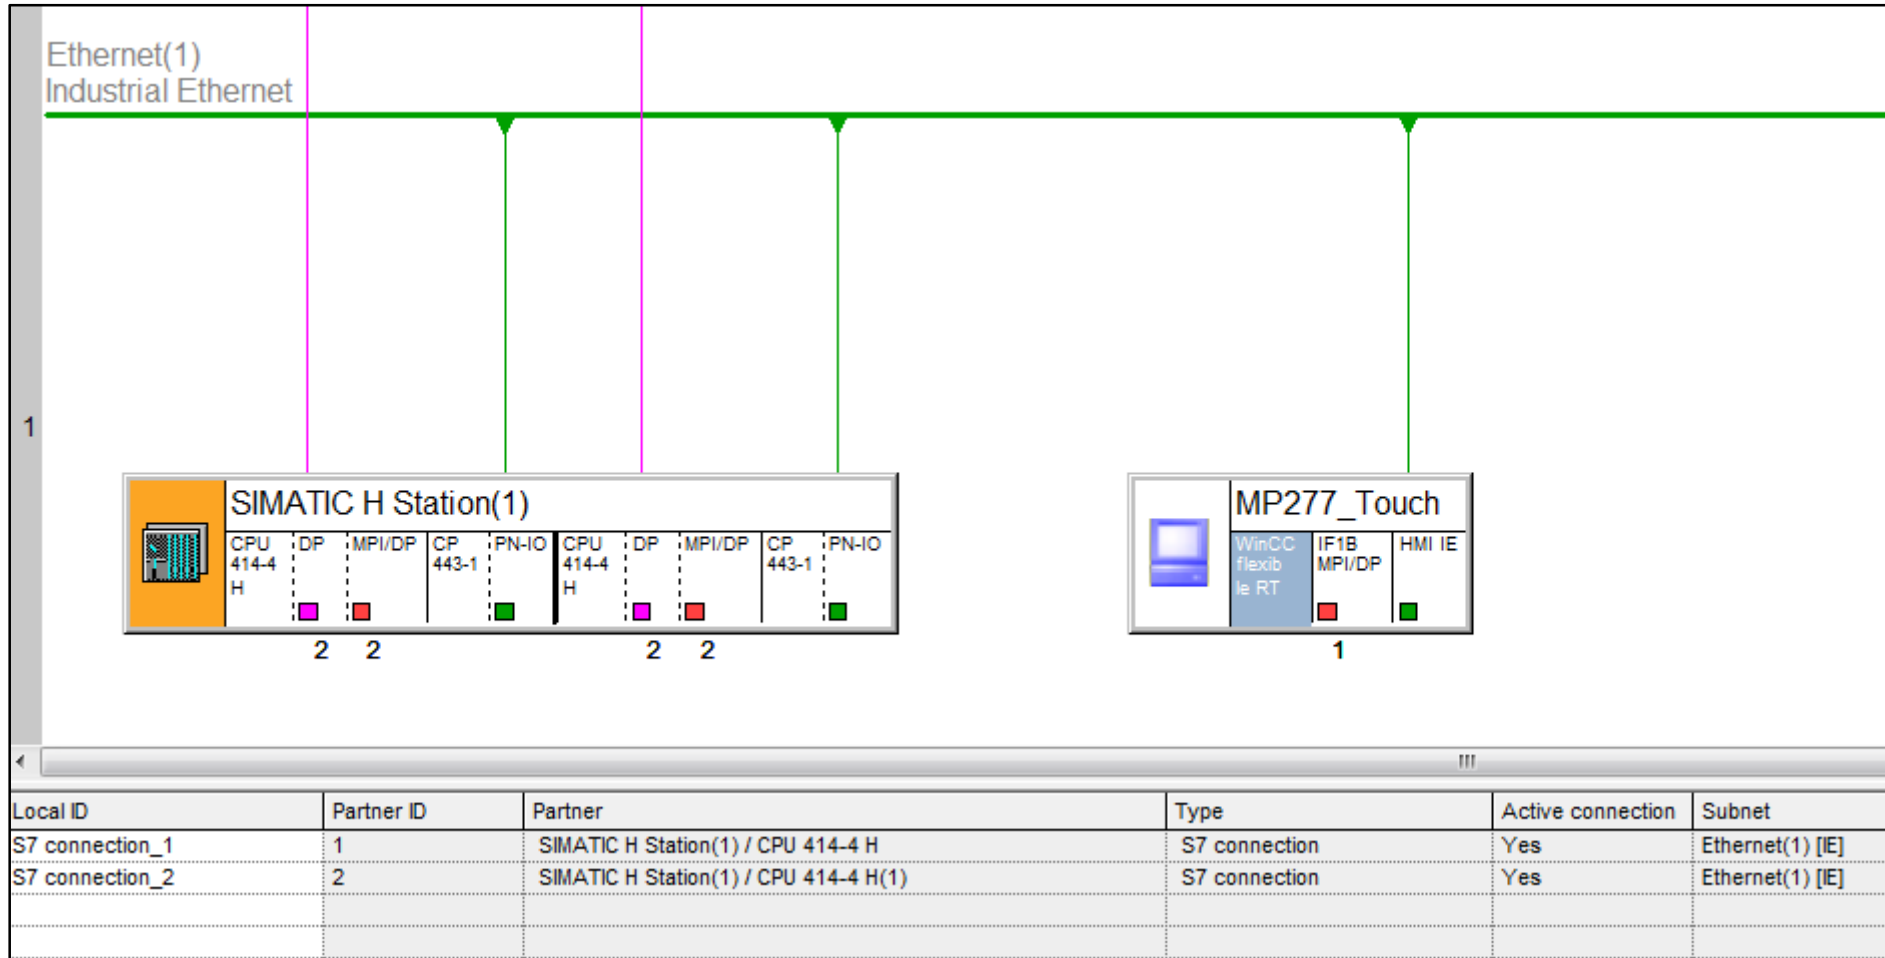 Ethernet(1)
Industrial Ethernet
1
SIMATIC H Station(1)
CPU 414-4 H
DP
MPI/DP
CP 443-1
PN-IO
CPU 414-4 H
DP
MPI/DP
CP 443-1
PN-IO
2 2 2 2
MP277_Touch
WinCC flexib le RT
IF1B MPI/DP
HMI IE
1
Local ID Partner ID Partner Type Active connection Subnet
S7 connection_1 1 SIMATIC H Station(1) / CPU 414-4 H S7 connection Yes Ethernet(1) [IE]
S7 connection_2 2 SIMATIC H Station(1) / CPU 414-4 H(1) S7 connection Yes Ethernet(1) [IE]